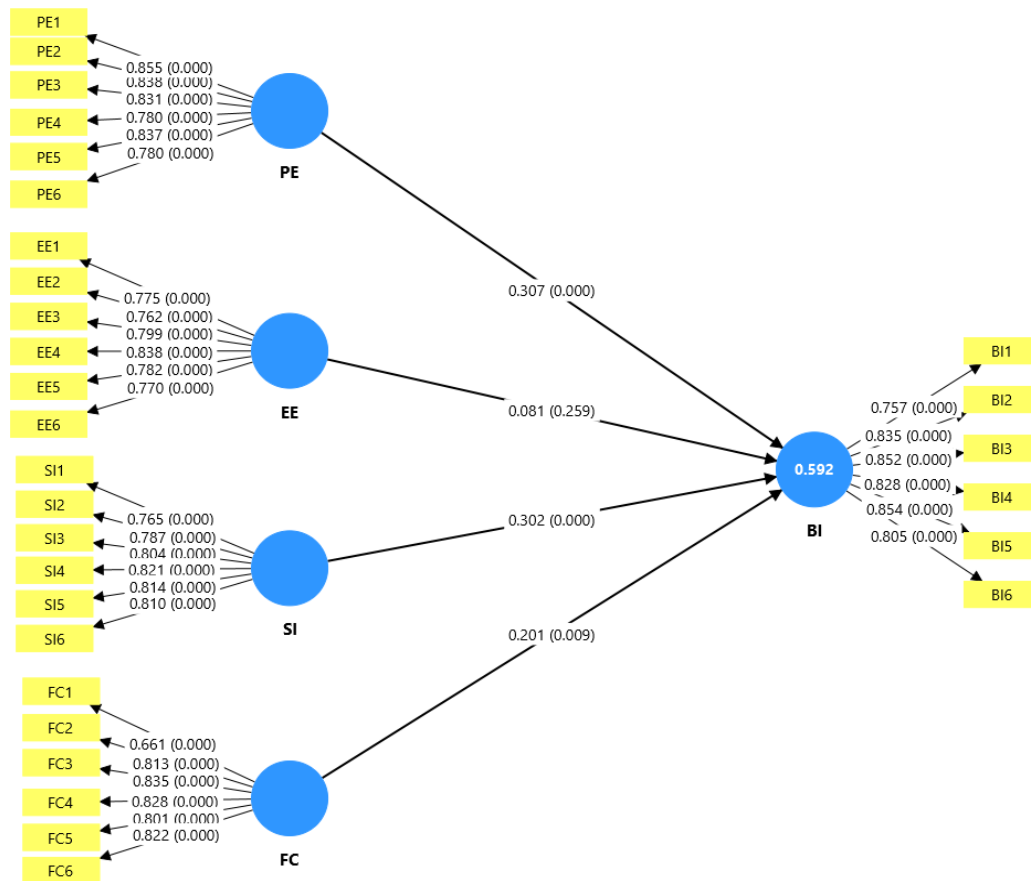 PE1
PE2
PE3
PE4
PE5
PE6
0.855 (0.000)
0.838 (0.000)
0.831 (0.000)
0.780 (0.000)
0.837 (0.000)
0.780 (0.000)
PE
EE1
EE2
EE3
EE4
EE5
EE6
0.775 (0.000)
0.762 (0.000)
0.799 (0.000)
0.838 (0.000)
0.782 (0.000)
0.770 (0.000)
EE
SI1
SI2
SI3
SI4
SI5
SI6
0.765 (0.000)
0.787 (0.000)
0.804 (0.000)
0.821 (0.000)
0.814 (0.000)
0.810 (0.000)
SI
FC1
FC2
FC3
FC4
FC5
FC6
0.661 (0.000)
0.813 (0.000)
0.835 (0.000)
0.828 (0.000)
0.801 (0.000)
0.822 (0.000)
FC
0.307 (0.000)
0.081 (0.259)
0.302 (0.000)
0.201 (0.009)
0.592
BI
0.757 (0.000)
0.835 (0.000)
0.852 (0.000)
0.828 (0.000)
0.854 (0.000)
0.805 (0.000)
BI1
BI2
BI3
BI4
BI5
BI6